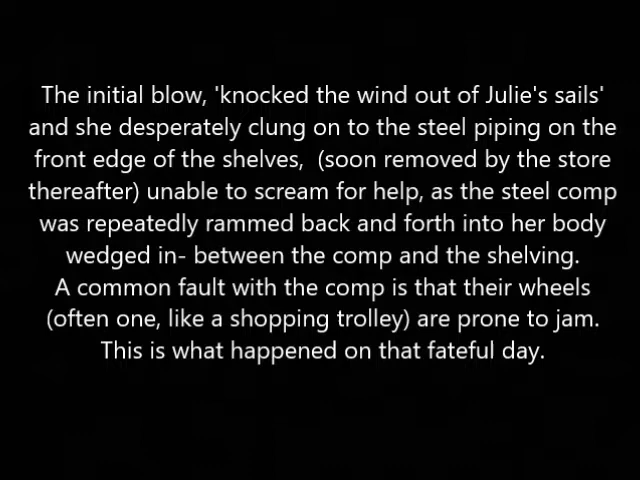 The initial blow, 'knocked the wind out of Julie's sails'
and she desperately clung on to the steel piping on the
front edge of the shelves,  (soon removed by the store
thereafter) unable to scream for help, as the steel comp
was repeatedly rammed back and forth into her body
wedged in- between the comp and the shelving.
A common fault with the comp is that their wheels
(often one, like a shopping trolley) are prone to jam.
This is what happened on that fateful day.